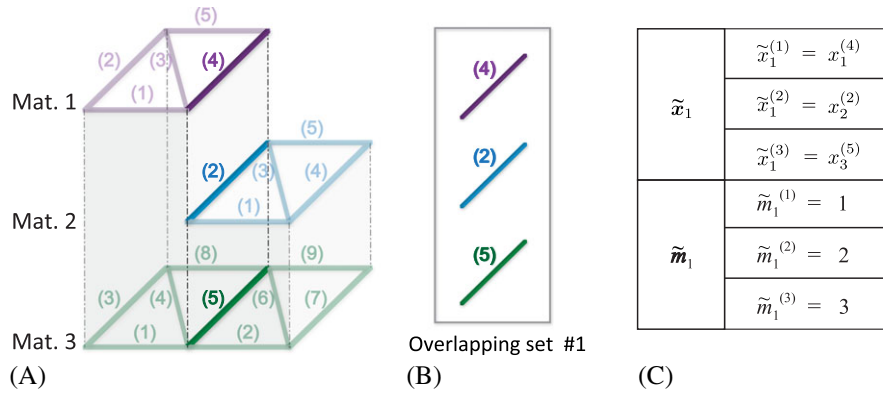 (5)
(2) (3) (4)
(1)
Mat. 1
(5)
(2) (3) (4)
(1)
Mat. 2
(8) (9)
(3) (4) (5) (6) (7)
(1) (2)
Mat. 3
(A)
(4)
(2)
(5)
Overlapping set #1
(B)
x̃₁
x̃₁⁽¹⁾ = x₁⁽⁴⁾
x̃₁⁽²⁾ = x₂⁽²⁾
x̃₁⁽³⁾ = x₃⁽⁵⁾
m̃₁
m̃₁⁽¹⁾ = 1
m̃₁⁽²⁾ = 2
m̃₁⁽³⁾ = 3
(C)